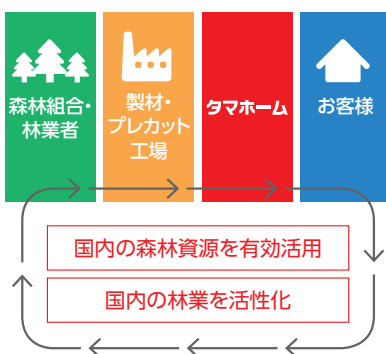 森林組合・
林業者
製材・
プレカット
工場
タマホーム
お客様
国内の森林資源を有効活用
国内の林業を活性化